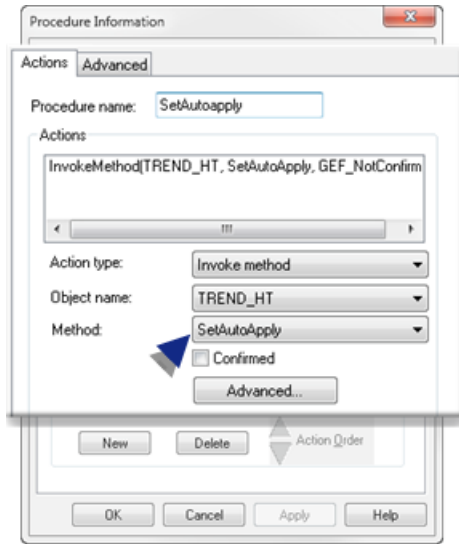 Procedure Information
Actions Advanced
Procedure name: SetAutoapply
Actions
InvokeMethod(TREND_HT, SetAutoApply, GEF_NotConfirm
Action type: Invoke method
Object name: TREND_HT
Method: SetAutoApply
Confirmed
Advanced...
New Delete Action Order
OK Cancel Apply Help